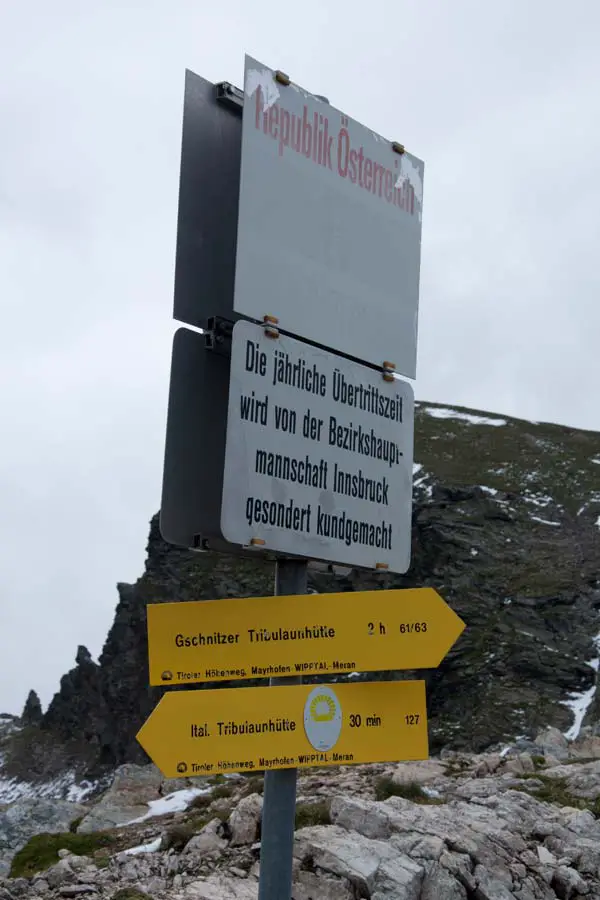 Republik Österreich
Die jährliche Übertrittszeit
wird von der Bezirkshaupt-
mannschaft Innsbruck
gesondert kundgemacht
Gschnitzer Tribulaunhütte 2 h 61/63
Tiroler Höhenweg, Mayrhofen-WIPPTAL-Meran
Ital. Tribulaunhütte 30 min 127
Tiroler Höhenweg, Mayrhofen-WIPPTAL-Meran